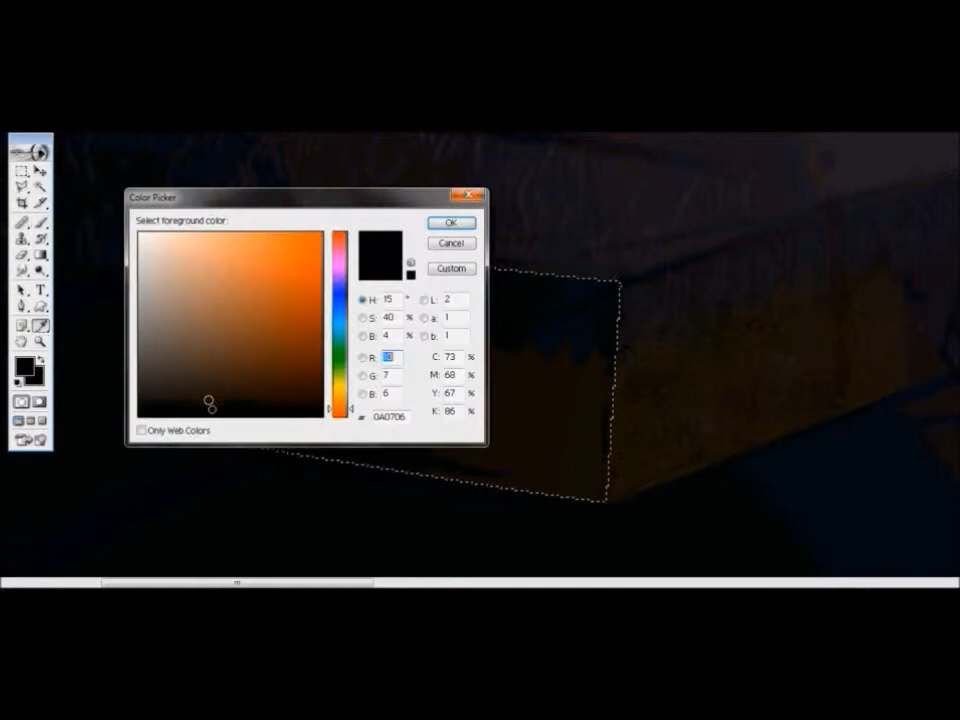 Color Picker
Select foreground color:
OK
Cancel
Custom
H: 15 °
L: 2
S: 40 %
a: 1
B: 4 %
b: 1
R: 10
C: 73 %
G: 7
M: 68 %
B: 6
Y: 67 %
# 0A0706
K: 86 %
Only Web Colors
T